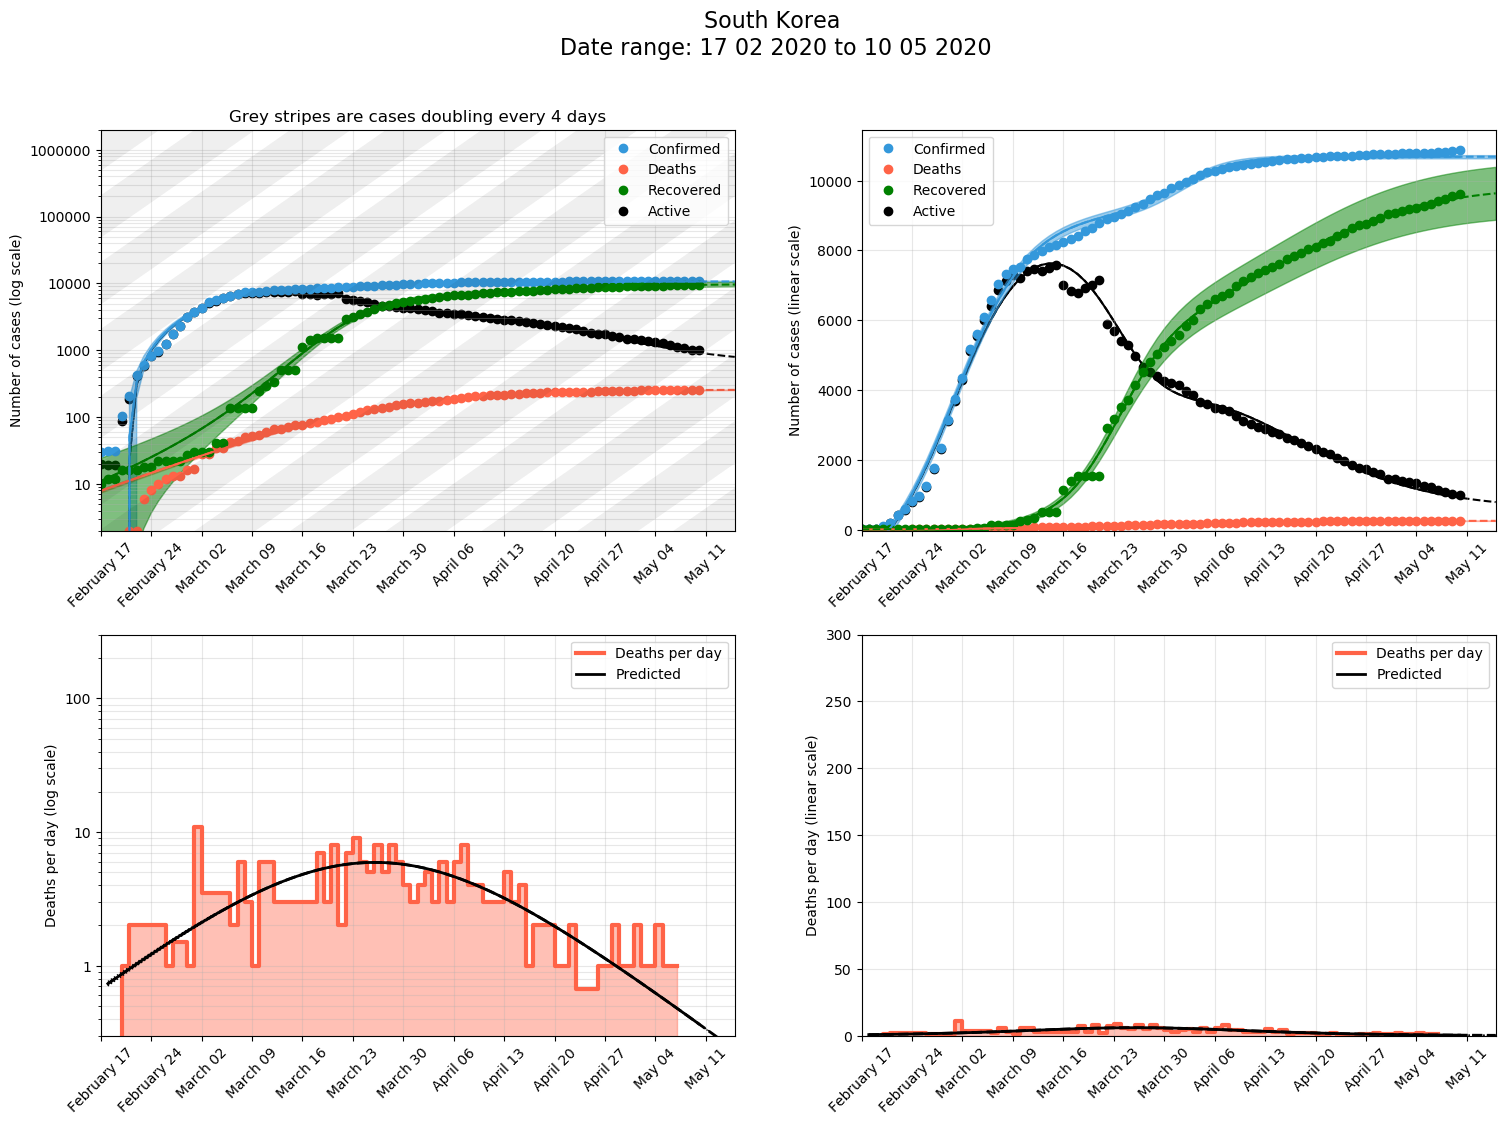 South Korea
Date range: 17 02 2020 to 10 05 2020
Grey stripes are cases doubling every 4 days
Number of cases (log scale)
1000000
100000
10000
1000
100
10
Confirmed
Deaths
Recovered
Active
February 17
February 24
March 02
March 09
March 16
March 23
March 30
April 06
April 13
April 20
April 27
May 04
May 11
Number of cases (linear scale)
10000
8000
6000
4000
2000
0
Confirmed
Deaths
Recovered
Active
February 17
February 24
March 02
March 09
March 16
March 23
March 30
April 06
April 13
April 20
April 27
May 04
May 11
Deaths per day (log scale)
100
10
1
Deaths per day
Predicted
February 17
February 24
March 02
March 09
March 16
March 23
March 30
April 06
April 13
April 20
April 27
May 04
May 11
Deaths per day (linear scale)
300
250
200
150
100
50
0
Deaths per day
Predicted
February 17
February 24
March 02
March 09
March 16
March 23
March 30
April 06
April 13
April 20
April 27
May 04
May 11